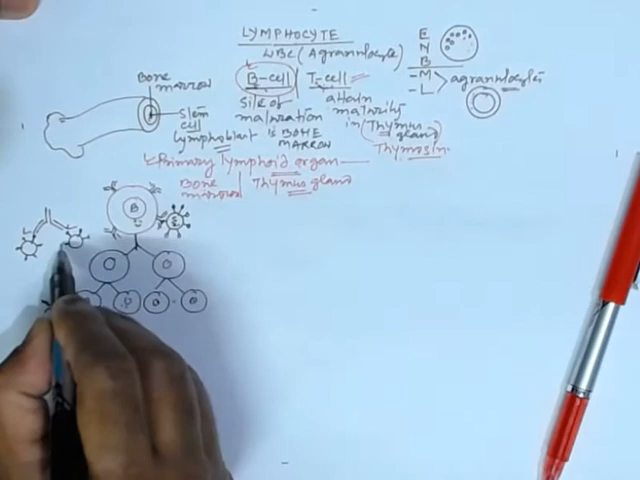 LYMPHOCYTE
WBC (Agranulocyte)
B-cell | T-cell
Site of maturation is BONE MARROW
attain maturity in (Thymus gland)
Thymosin
E
N
B
-M
-L
agranulocytes
Bone marrow
Stem cell
lymphoblast
Primary lymphoid organ
Bone marrow | Thymus gland
B